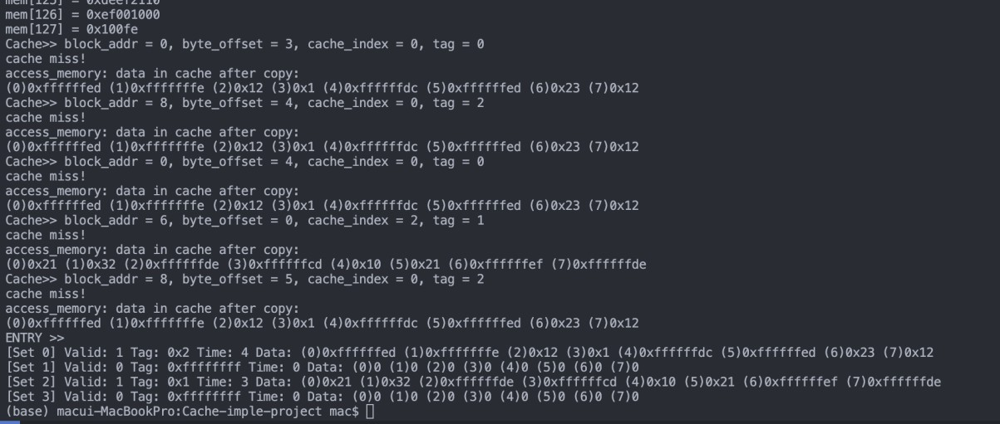 mem[125] = 0xdeef2110
mem[126] = 0xef001000
mem[127] = 0x100fe
Cache>> block_addr = 0, byte_offset = 3, cache_index = 0, tag = 0
cache miss!
access_memory: data in cache after copy:
(0)0xffffffed (1)0xfffffffe (2)0x12 (3)0x1 (4)0xffffffdc (5)0xffffffed (6)0x23 (7)0x12
Cache>> block_addr = 8, byte_offset = 4, cache_index = 0, tag = 2
cache miss!
access_memory: data in cache after copy:
(0)0xffffffed (1)0xfffffffe (2)0x12 (3)0x1 (4)0xffffffdc (5)0xffffffed (6)0x23 (7)0x12
Cache>> block_addr = 0, byte_offset = 4, cache_index = 0, tag = 0
cache miss!
access_memory: data in cache after copy:
(0)0xffffffed (1)0xfffffffe (2)0x12 (3)0x1 (4)0xffffffdc (5)0xffffffed (6)0x23 (7)0x12
Cache>> block_addr = 6, byte_offset = 0, cache_index = 2, tag = 1
cache miss!
access_memory: data in cache after copy:
(0)0x21 (1)0x32 (2)0xffffffde (3)0xffffffcd (4)0x10 (5)0x21 (6)0xffffffef (7)0xffffffde
Cache>> block_addr = 8, byte_offset = 5, cache_index = 0, tag = 2
cache miss!
access_memory: data in cache after copy:
(0)0xffffffed (1)0xfffffffe (2)0x12 (3)0x1 (4)0xffffffdc (5)0xffffffed (6)0x23 (7)0x12
ENTRY >>
[Set 0] Valid: 1 Tag: 0x2 Time: 4 Data: (0)0xffffffed (1)0xfffffffe (2)0x12 (3)0x1 (4)0xffffffdc (5)0xffffffed (6)0x23 (7)0x12
[Set 1] Valid: 0 Tag: 0xffffffff Time: 0 Data: (0)0 (1)0 (2)0 (3)0 (4)0 (5)0 (6)0 (7)0
[Set 2] Valid: 1 Tag: 0x1 Time: 3 Data: (0)0x21 (1)0x32 (2)0xffffffde (3)0xffffffcd (4)0x10 (5)0x21 (6)0xffffffef (7)0xffffffde
[Set 3] Valid: 0 Tag: 0xffffffff Time: 0 Data: (0)0 (1)0 (2)0 (3)0 (4)0 (5)0 (6)0 (7)0
(base) macui-MacBookPro:Cache-imple-project mac$